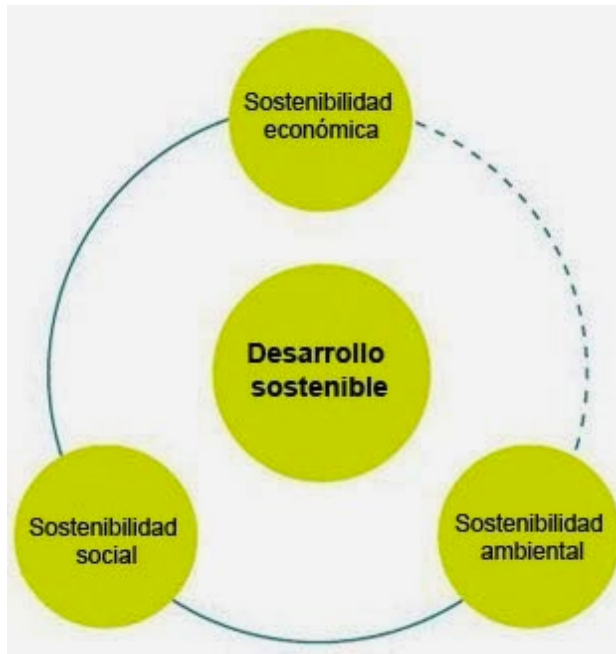 Sostenibilidad
económica
Desarrollo
sostenible
Sostenibilidad
social
Sostenibilidad
ambiental